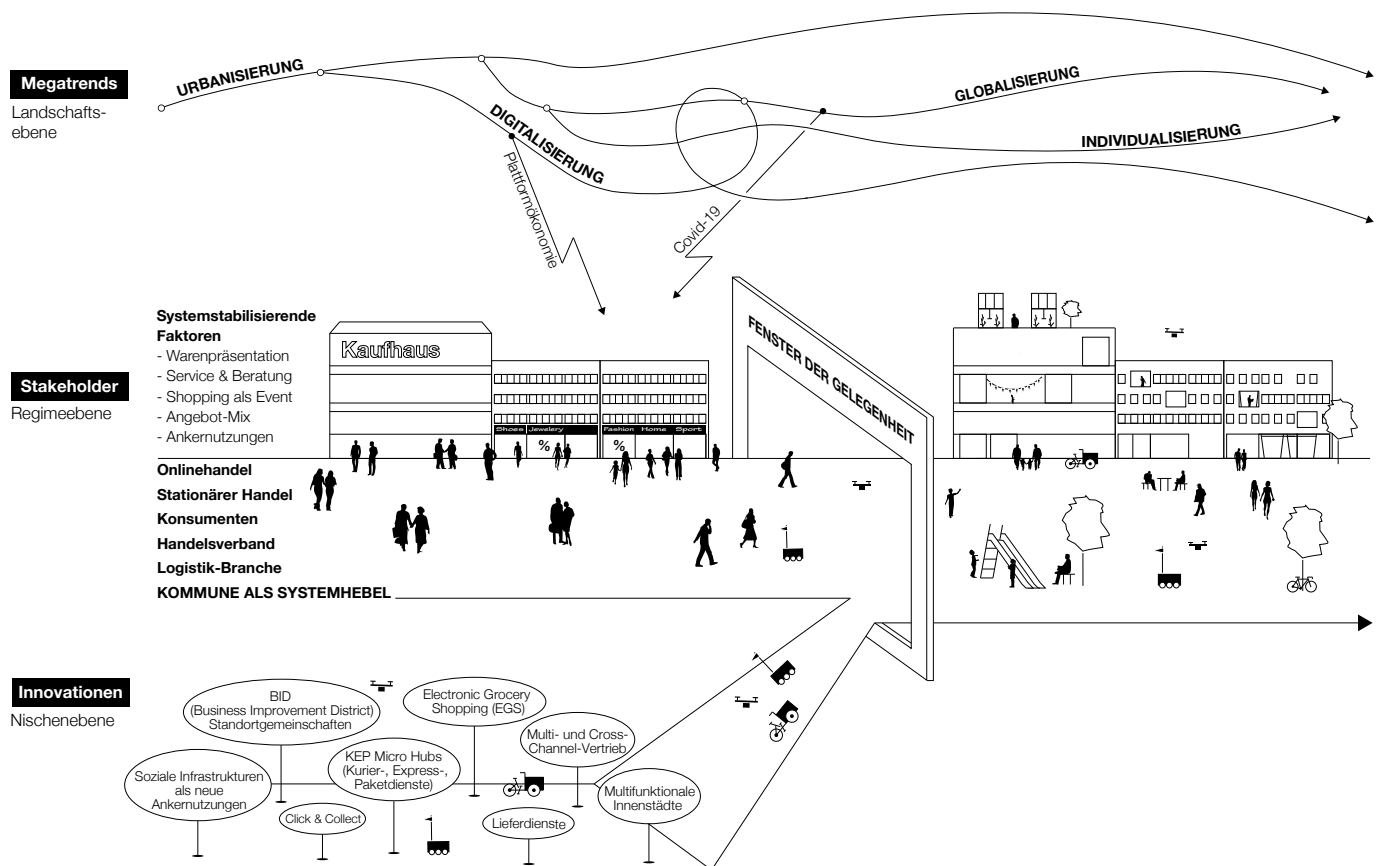 Megatrends
Landschafts-
ebene
URBANISIERUNG
DIGITALISIERUNG
GLOBALISIERUNG
INDIVIDUALISIERUNG
Plattformökonomie
Covid-19
Stakeholder
Regimeebene
Systemstabilisierende
Faktoren
- Warenpräsentation
- Service & Beratung
- Shopping als Event
- Angebot-Mix
- Ankernutzungen
Onlinehandel
Stationärer Handel
Konsumenten
Handelsverband
Logistik-Branche
KOMMUNE ALS SYSTEMHEBEL
Kaufhaus
Shoes Jewelery
Fashion Home Sport
%
%
FENSTER DER GELEGENHEIT
Innovationen
Nischenebene
BID
(Business Improvement District)
Standortgemeinschaften
Electronic Grocery
Shopping (EGS)
Multi- und Cross-
Channel-Vertrieb
KEP Micro Hubs
(Kurier-, Express-,
Paketdienste)
Soziale Infrastrukturen
als neue
Ankernutzungen
Multifunktionale
Innenstädte
Click & Collect
Lieferdienste